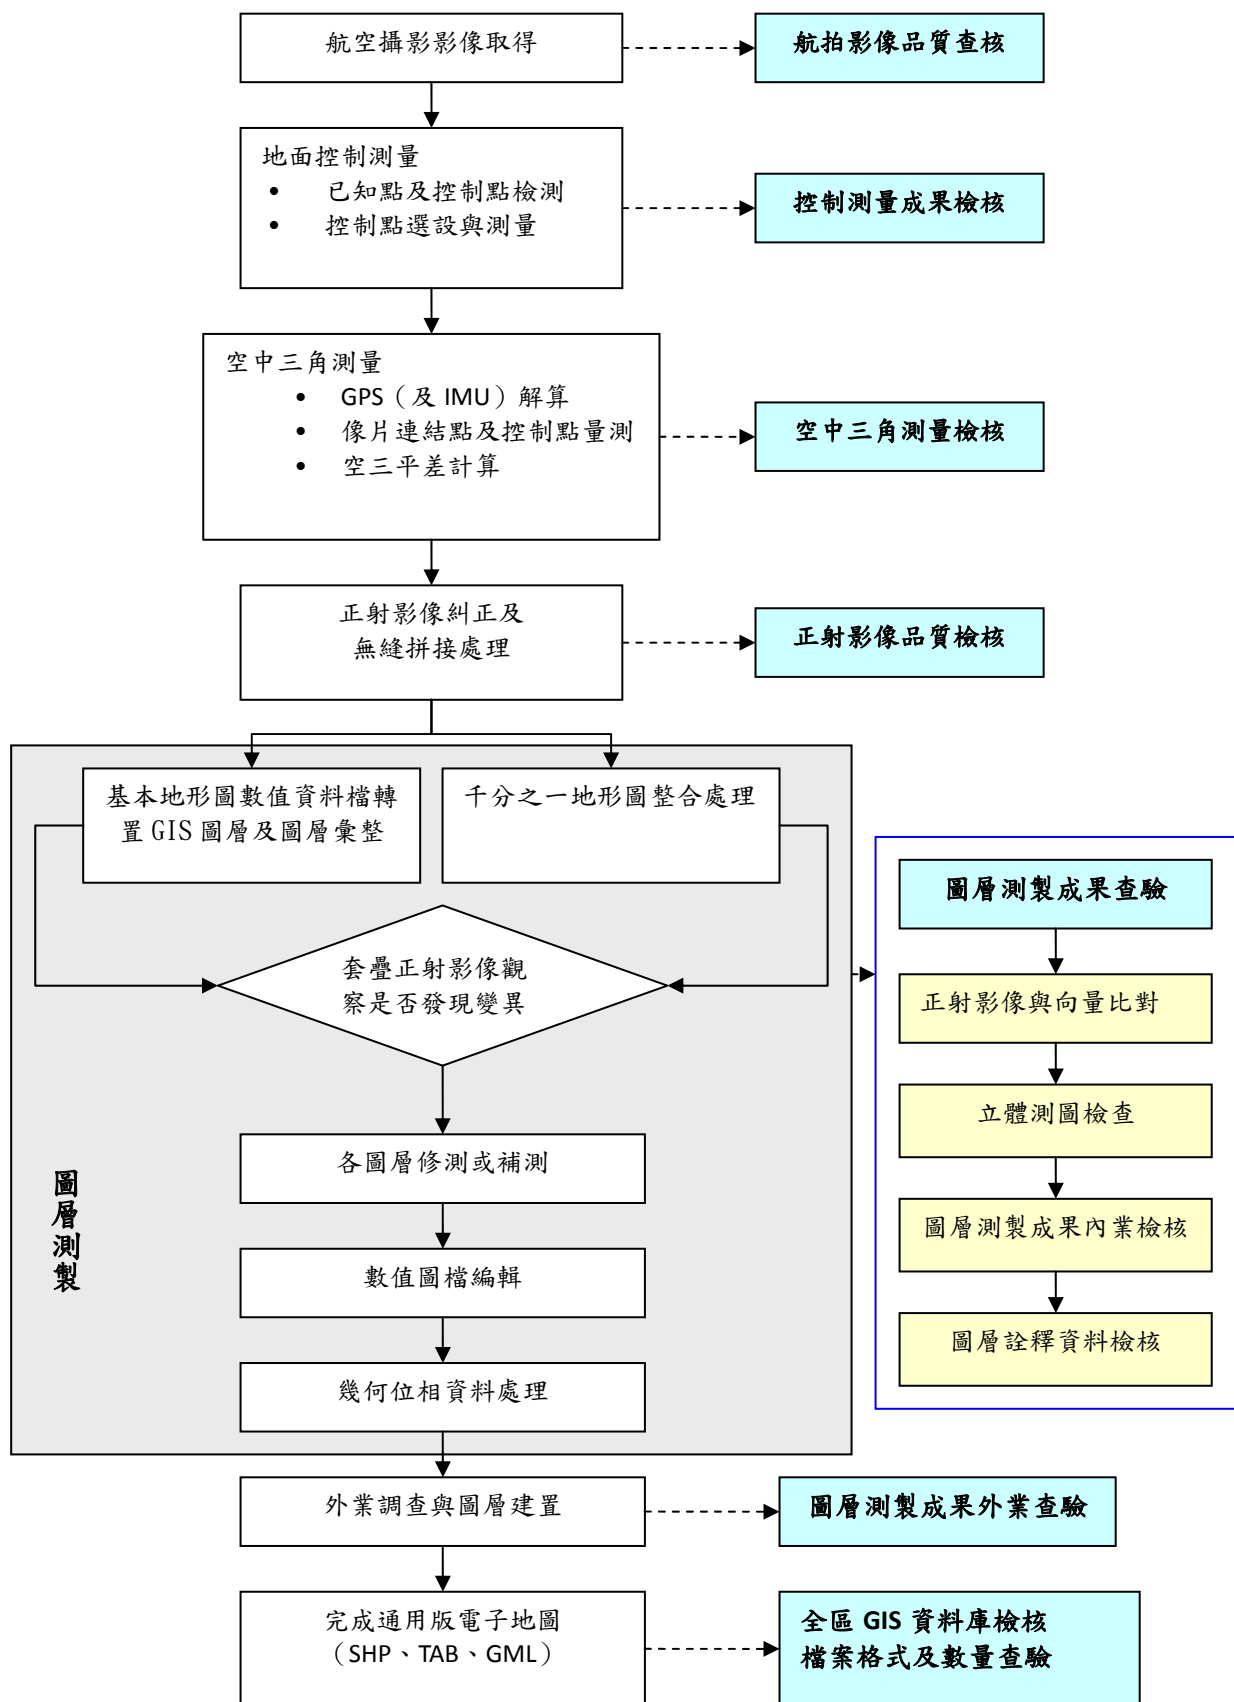 航空攝影影像取得
航拍影像品質查核
地面控制測量
• 已知點及控制點檢測
• 控制點選設與測量
控制測量成果檢核
空中三角測量
• GPS（及 IMU）解算
• 像片連結點及控制點量測
• 空三平差計算
空中三角測量檢核
正射影像糾正及
無縫拼接處理
正射影像品質檢核
基本地形圖數值資料檔轉
置 GIS 圖層及圖層彙整
千分之一地形圖整合處理
套疊正射影像觀
察是否發現變異
各圖層修測或補測
數值圖檔編輯
幾何位相資料處理
圖層測製
圖層測製成果查驗
正射影像與向量比對
立體測圖檢查
圖層測製成果內業檢核
圖層詮釋資料檢核
外業調查與圖層建置
圖層測製成果外業查驗
完成通用版電子地圖
（SHP、TAB、GML）
全區 GIS 資料庫檢核
檔案格式及數量查驗